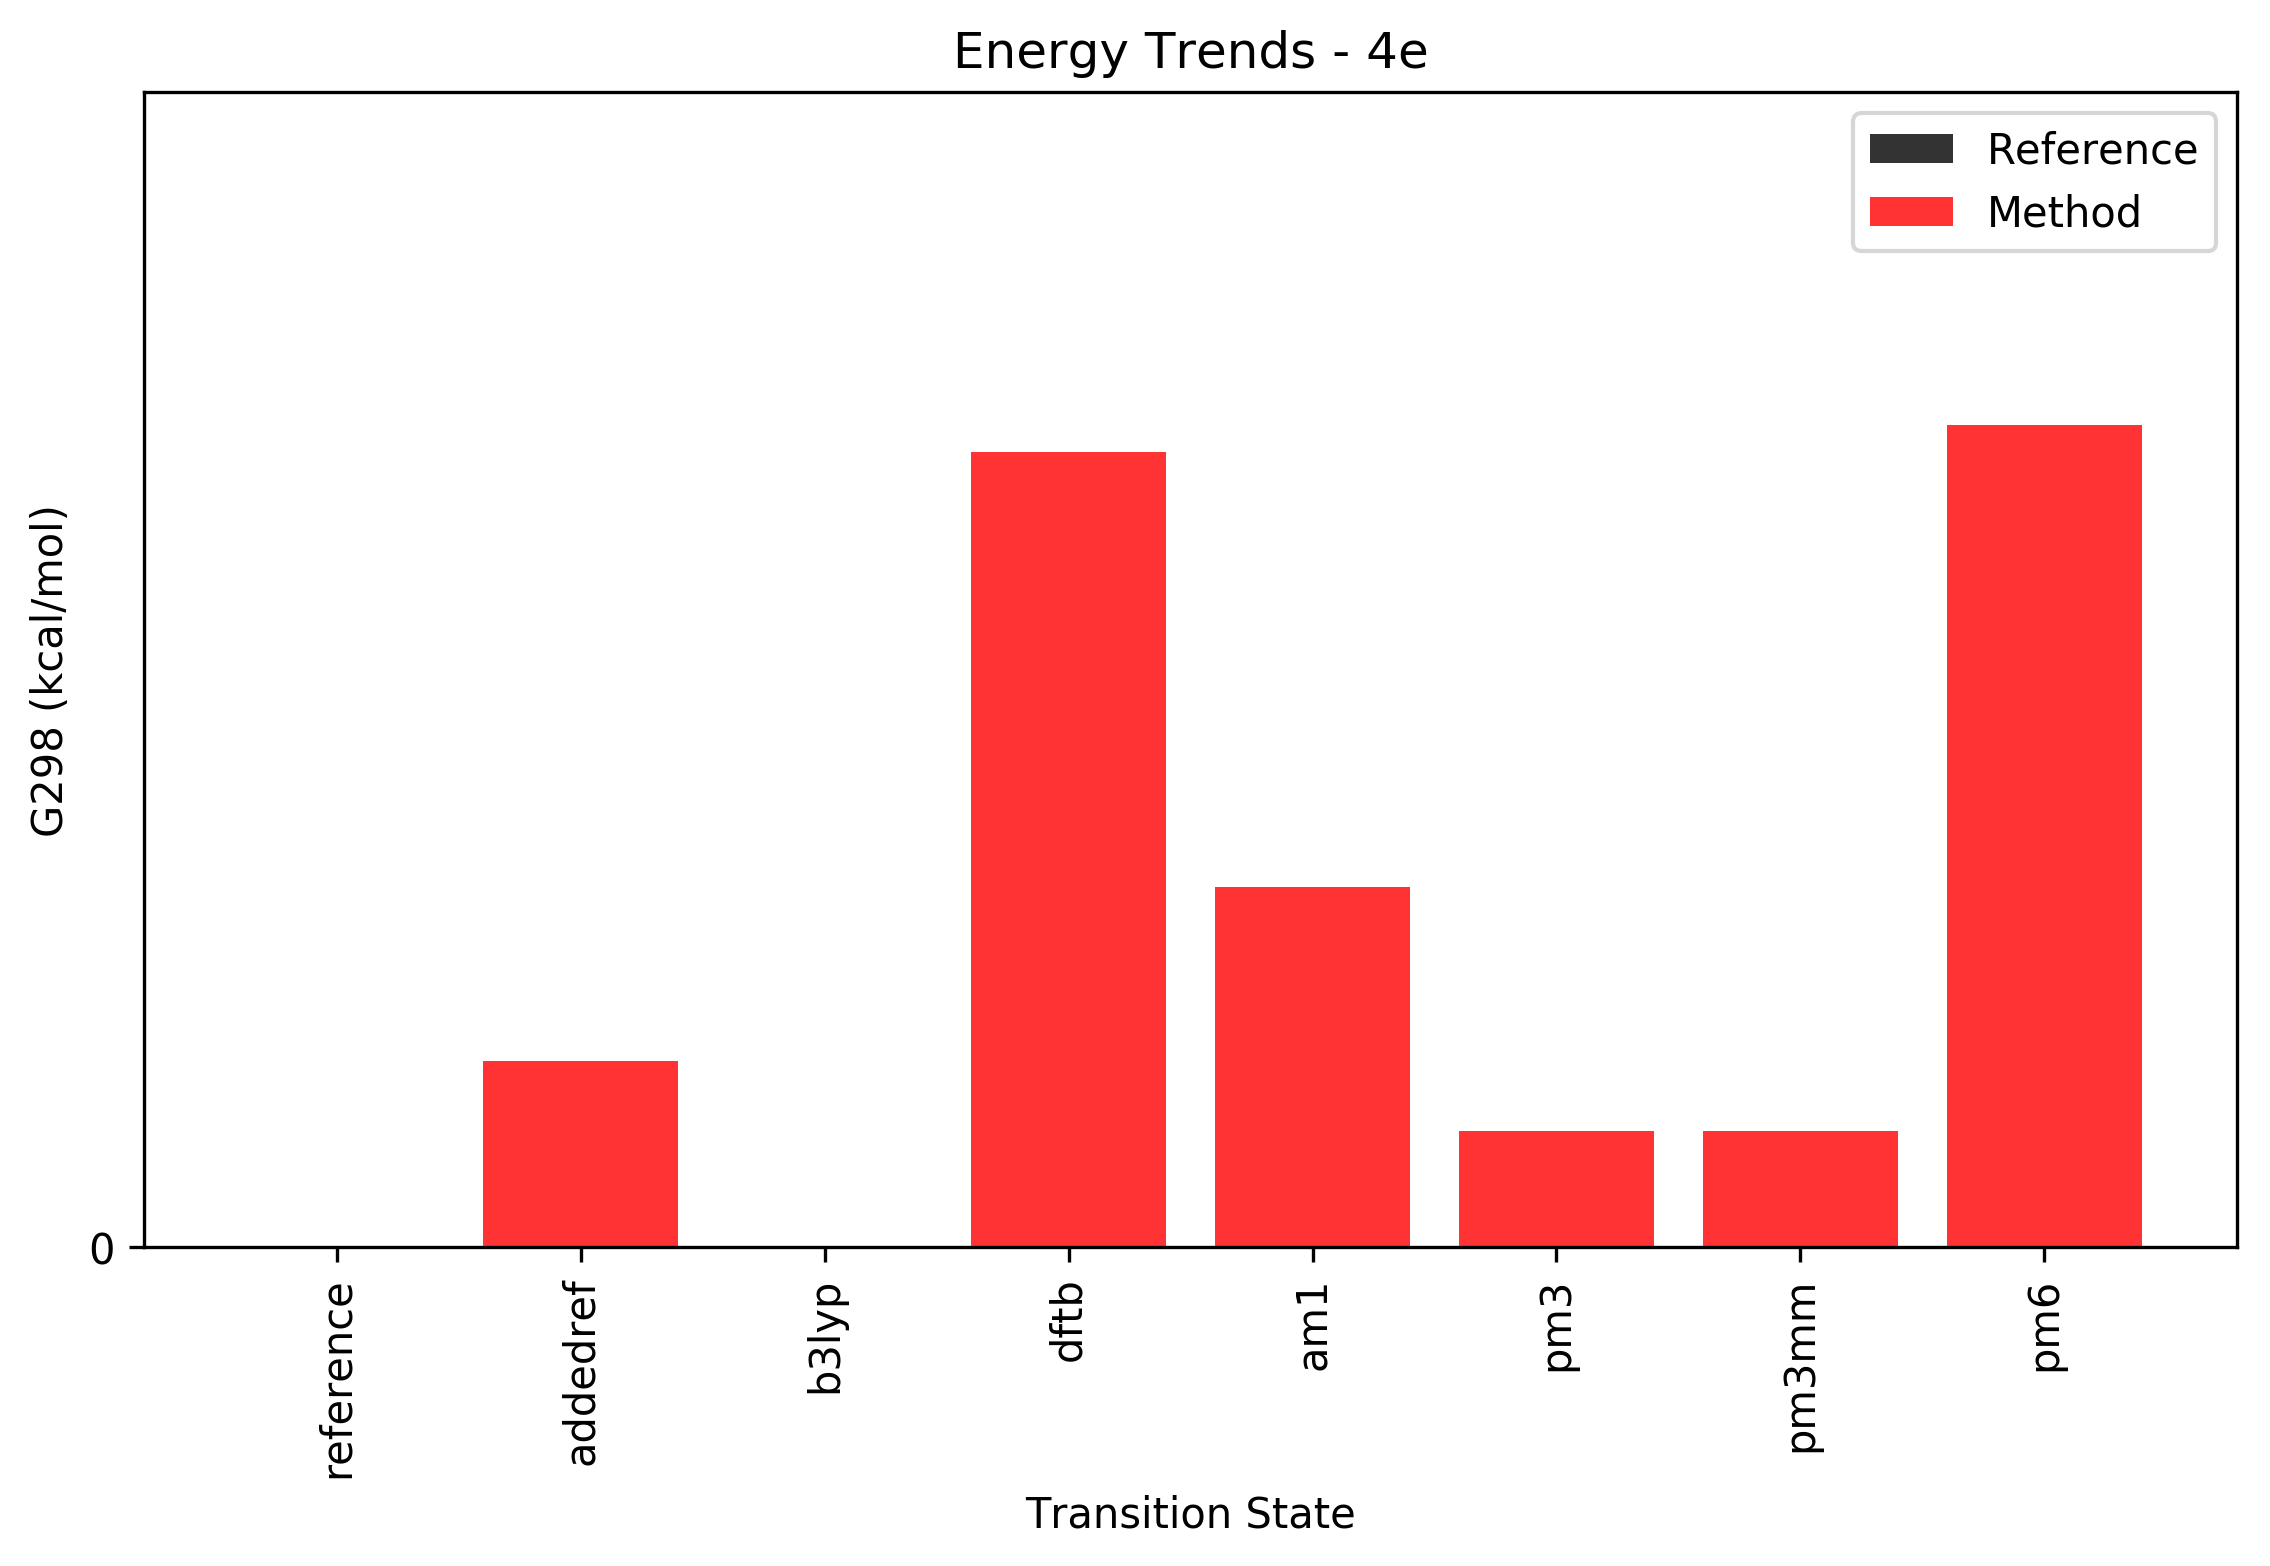 Energy Trends - 4e
Reference
Method
G298 (kcal/mol)
0
reference
addedref
b3lyp
dftb
am1
pm3
pm3mm
pm6
Transition State